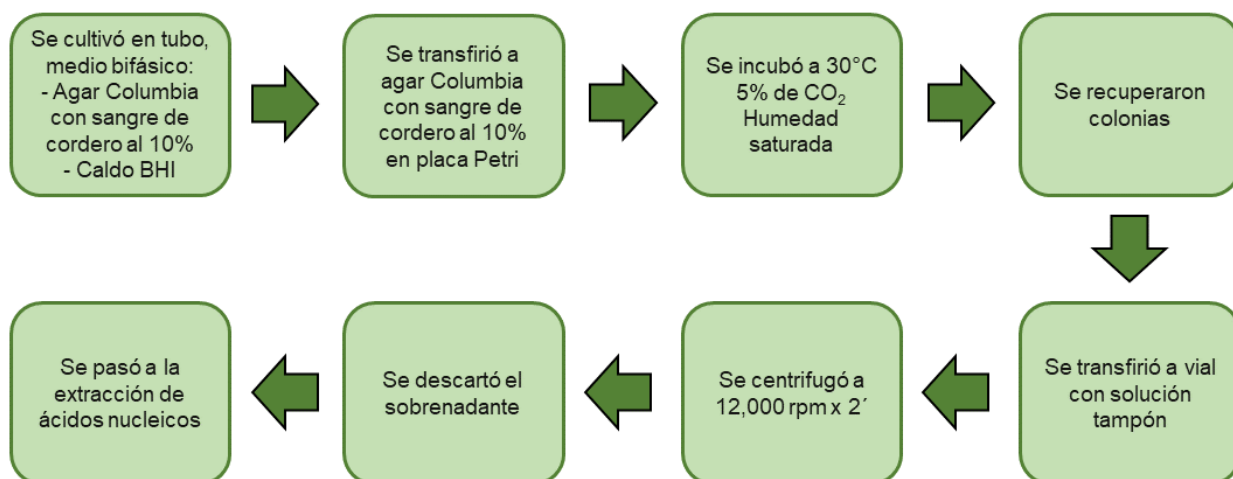 Se cultivó en tubo,
medio bifásico:
- Agar Columbia
con sangre de
cordero al 10%
- Caldo BHI
Se transfirió a
agar Columbia
con sangre de
cordero al 10%
en placa Petri
Se incubó a 30°C
5% de CO₂
Humedad
saturada
Se recuperaron
colonias
Se transfirió a vial
con solución
tampón
Se centrifugó a
12,000 rpm x 2´
Se descartó el
sobrenadante
Se pasó a la
extracción de
ácidos nucleicos